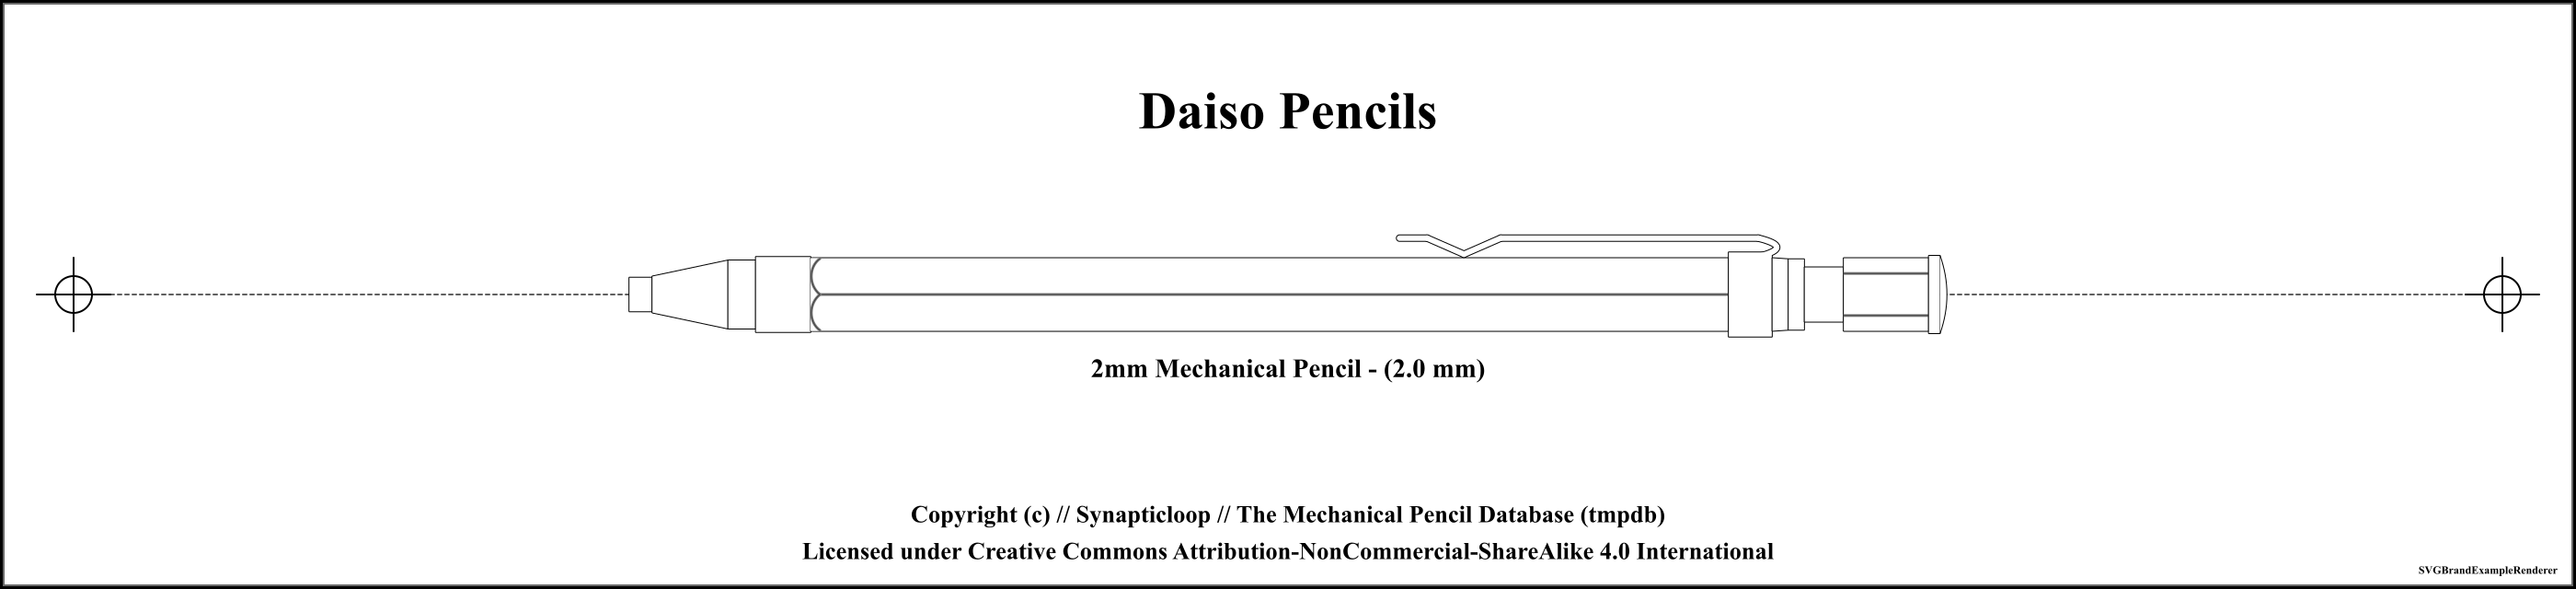 Daiso Pencils
2mm Mechanical Pencil - (2.0 mm)
Copyright (c) // Synapticloop // The Mechanical Pencil Database (tmpdb)
Licensed under Creative Commons Attribution-NonCommercial-ShareAlike 4.0 International
SVGBrandExampleRenderer